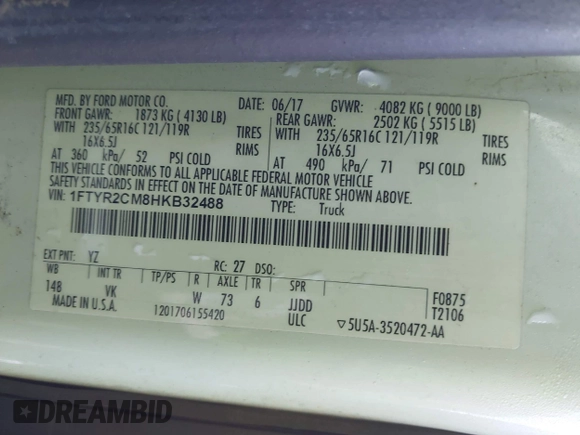 MFD. BY FORD MOTOR CO.
DATE: 06/17 GVWR: 4082 KG ( 9000 LB)
FRONT GAWR: 1873 KG ( 4130 LB) REAR GAWR: 2502 KG ( 5515 LB)
WITH 235/65R16C 121/119R TIRES WITH 235/65R16C 121/119R TIRES
16X6.5J RIMS 16X6.5J RIMS
AT 360 kPa/ 52 PSI COLD AT 490 kPa/ 71 PSI COLD
THIS VEHICLE CONFORMS TO ALL APPLICABLE FEDERAL MOTOR VEHICLE
SAFETY STANDARDS IN EFFECT ON THE DATE OF MANUFACTURE SHOWN ABOVE.
VIN: 1FTYR2CM8HKB32488 TYPE: Truck
EXT PNT: YZ RC: 27 DSO:
WB INT TR TP/PS R AXLE TR SPR
148 VK W 73 6 JJDD F0875
MADE IN U.S.A. 1201706155420 ULC T2106
▽5U5A-3520472-AA
DREAMBID